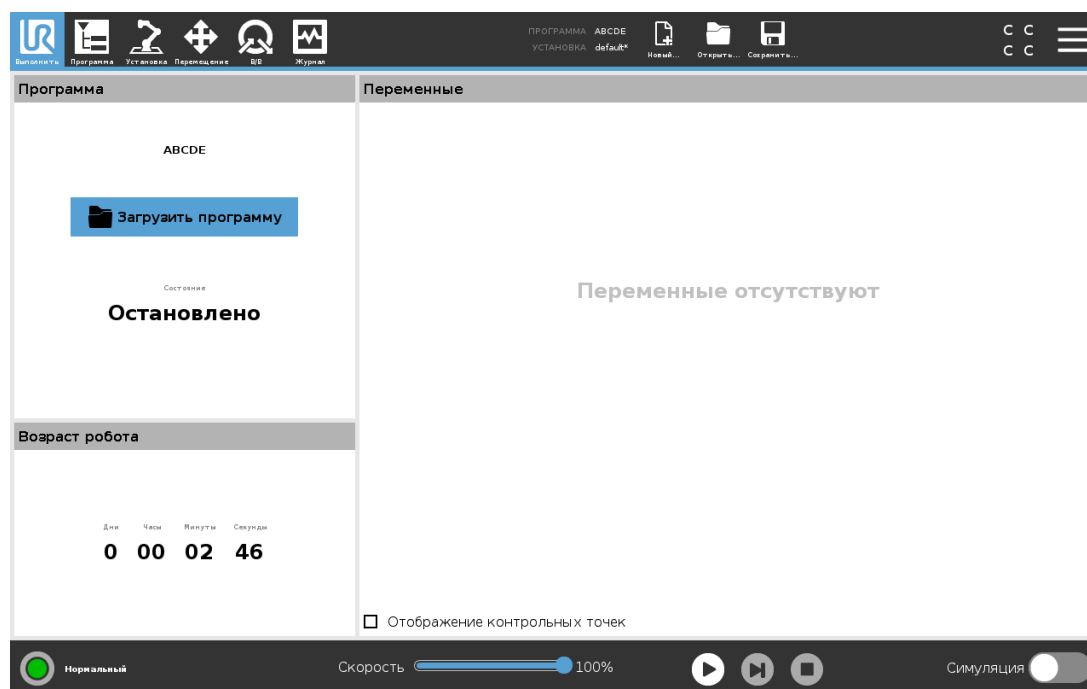 ПРОГРАММА ABCDE
УСТАНОВКА default*
C C
C C
Выполнить Программа Установка Перемещение В/В Журнал Новый... Открыть... Сохранить...
Программа
Переменные
ABCDE
Загрузить программу
Состояние
Остановлено
Переменные отсутствуют
Возраст робота
Дни Часы Минуты Секунды
0 00 02 46
Отображение контрольных точек
Нормальный
Скорость 100%
Симуляция